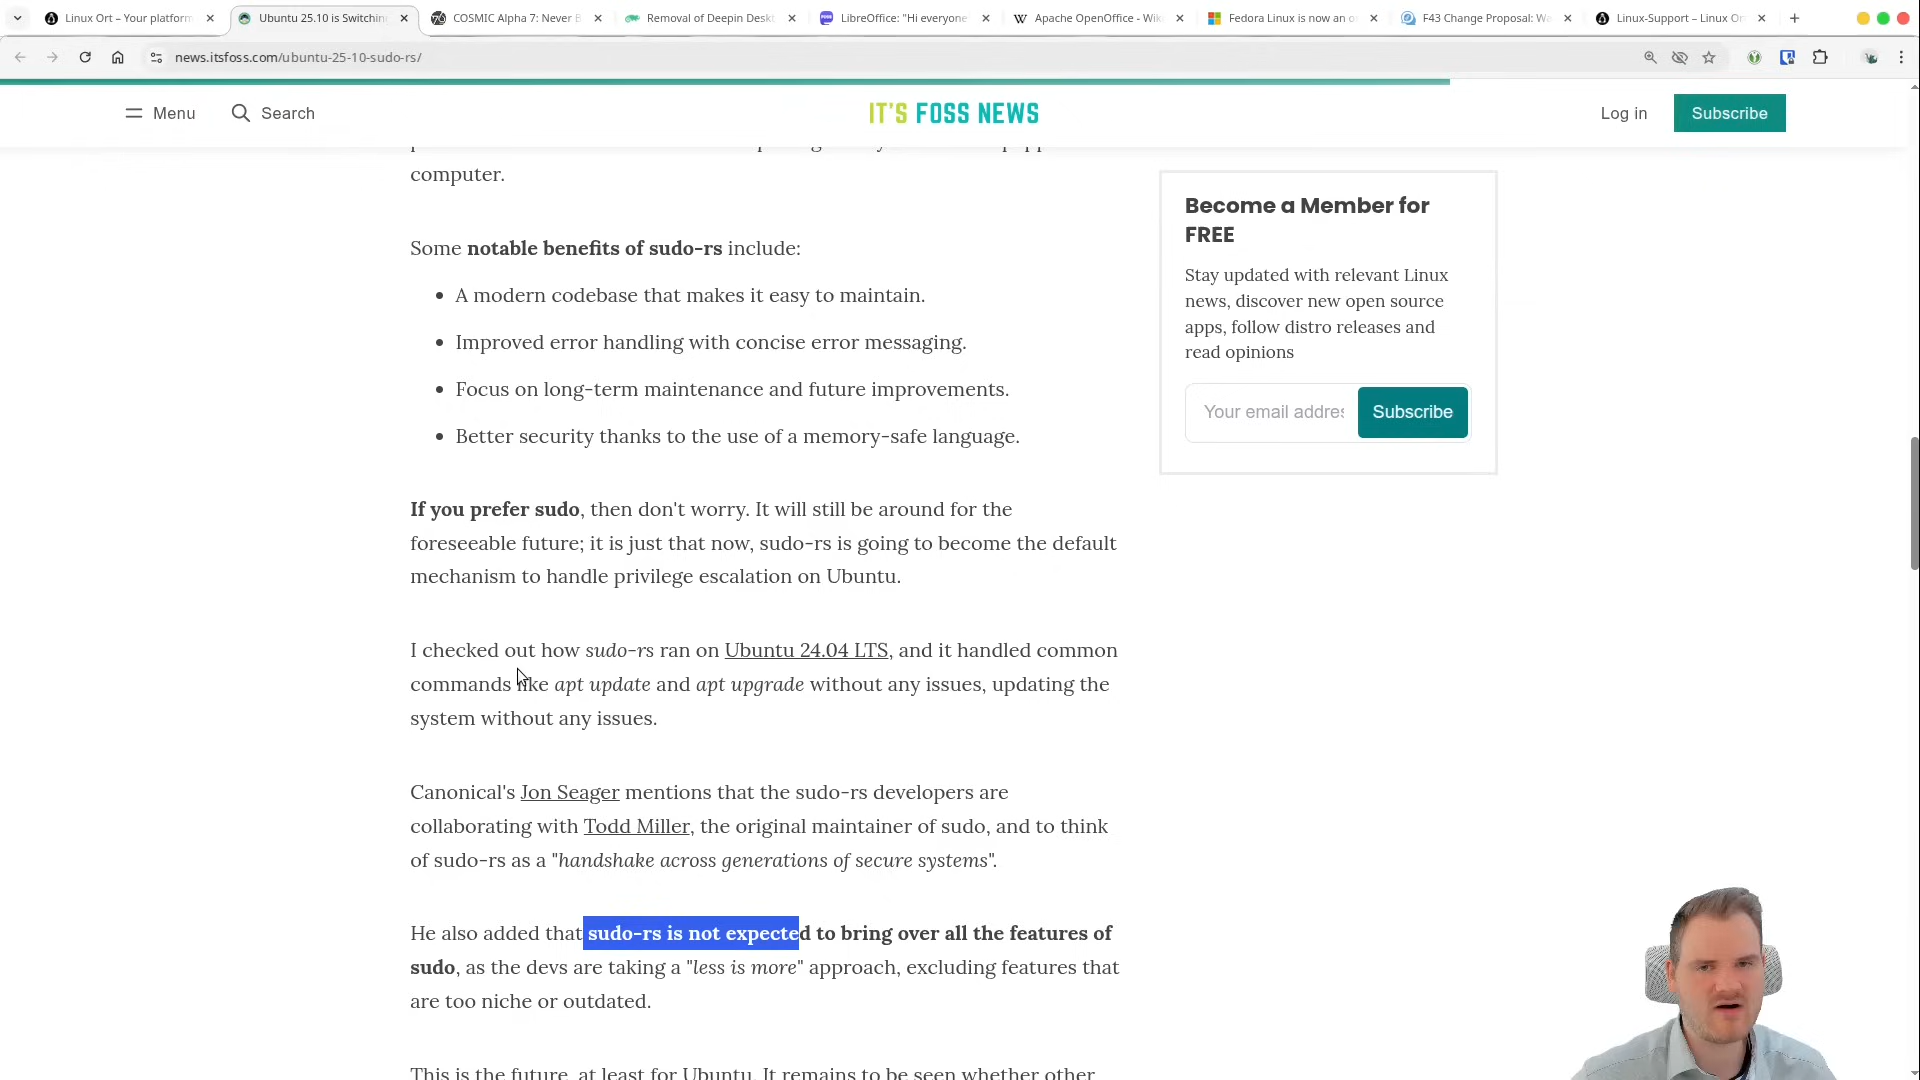 Linux Ort – Your platform
Ubuntu 25.10 is Switchin
COSMIC Alpha 7: Never B
Removal of Deepin Deskt
LibreOffice: "Hi everyone
Apache OpenOffice - Wik
Fedora Linux is now an o
F43 Change Proposal: Wa
Linux-Support – Linux Or
news.itsfoss.com/ubuntu-25-10-sudo-rs/
Menu
Search
IT'S FOSS NEWS
Log in
Subscribe
computer.
Some notable benefits of sudo-rs include:
• A modern codebase that makes it easy to maintain.
• Improved error handling with concise error messaging.
• Focus on long-term maintenance and future improvements.
• Better security thanks to the use of a memory-safe language.
If you prefer sudo, then don't worry. It will still be around for the
foreseeable future; it is just that now, sudo-rs is going to become the default
mechanism to handle privilege escalation on Ubuntu.
I checked out how sudo-rs ran on Ubuntu 24.04 LTS, and it handled common
commands like apt update and apt upgrade without any issues, updating the
system without any issues.
Canonical's Jon Seager mentions that the sudo-rs developers are
collaborating with Todd Miller, the original maintainer of sudo, and to think
of sudo-rs as a "handshake across generations of secure systems".
He also added that sudo-rs is not expected to bring over all the features of
sudo, as the devs are taking a "less is more" approach, excluding features that
are too niche or outdated.
This is the future, at least for Ubuntu. It remains to be seen whether other
Become a Member for
FREE
Stay updated with relevant Linux
news, discover new open source
apps, follow distro releases and
read opinions
Your email addres
Subscribe